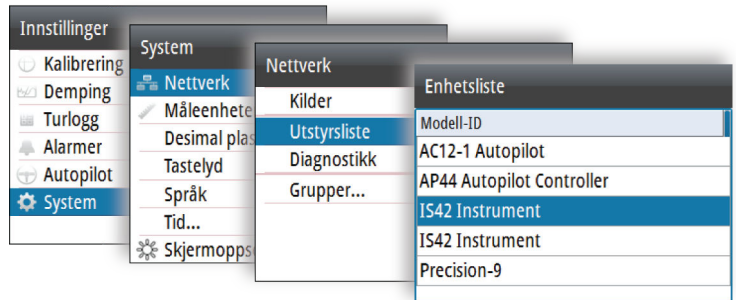 Innstillinger
Kalibrering
Demping
Turlogg
Alarmer
Autopilot
System
System
Nettverk
Måleenhete
Desimal plas
Tastelyd
Språk
Tid...
Skjermoppse
Nettverk
Kilder
Utstyrsliste
Diagnostikk
Grupper...
Enhetsliste
Modell-ID
AC12-1 Autopilot
AP44 Autopilot Controller
IS42 Instrument
IS42 Instrument
Precision-9